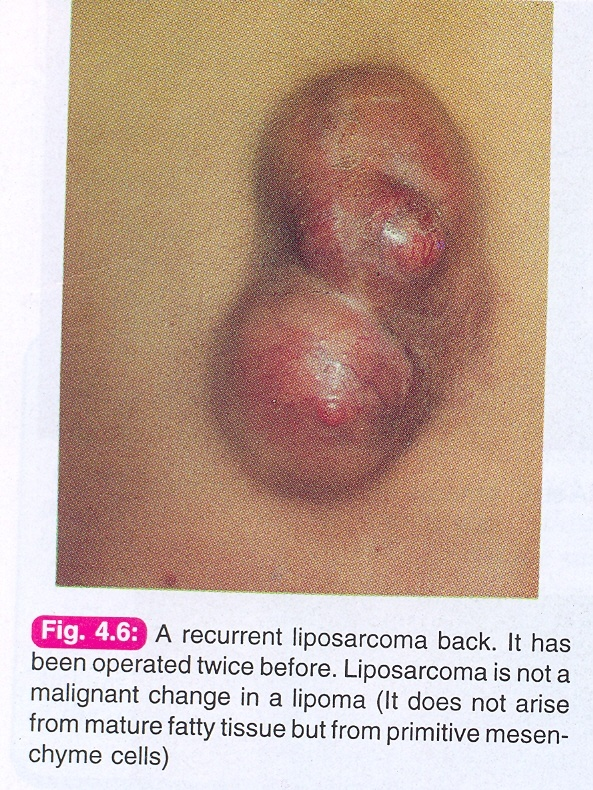 Fig. 4.6: A recurrent liposarcoma back. It has
been operated twice before. Liposarcoma is not a
malignant change in a lipoma (It does not arise
from mature fatty tissue but from primitive mesen-
chyme cells)